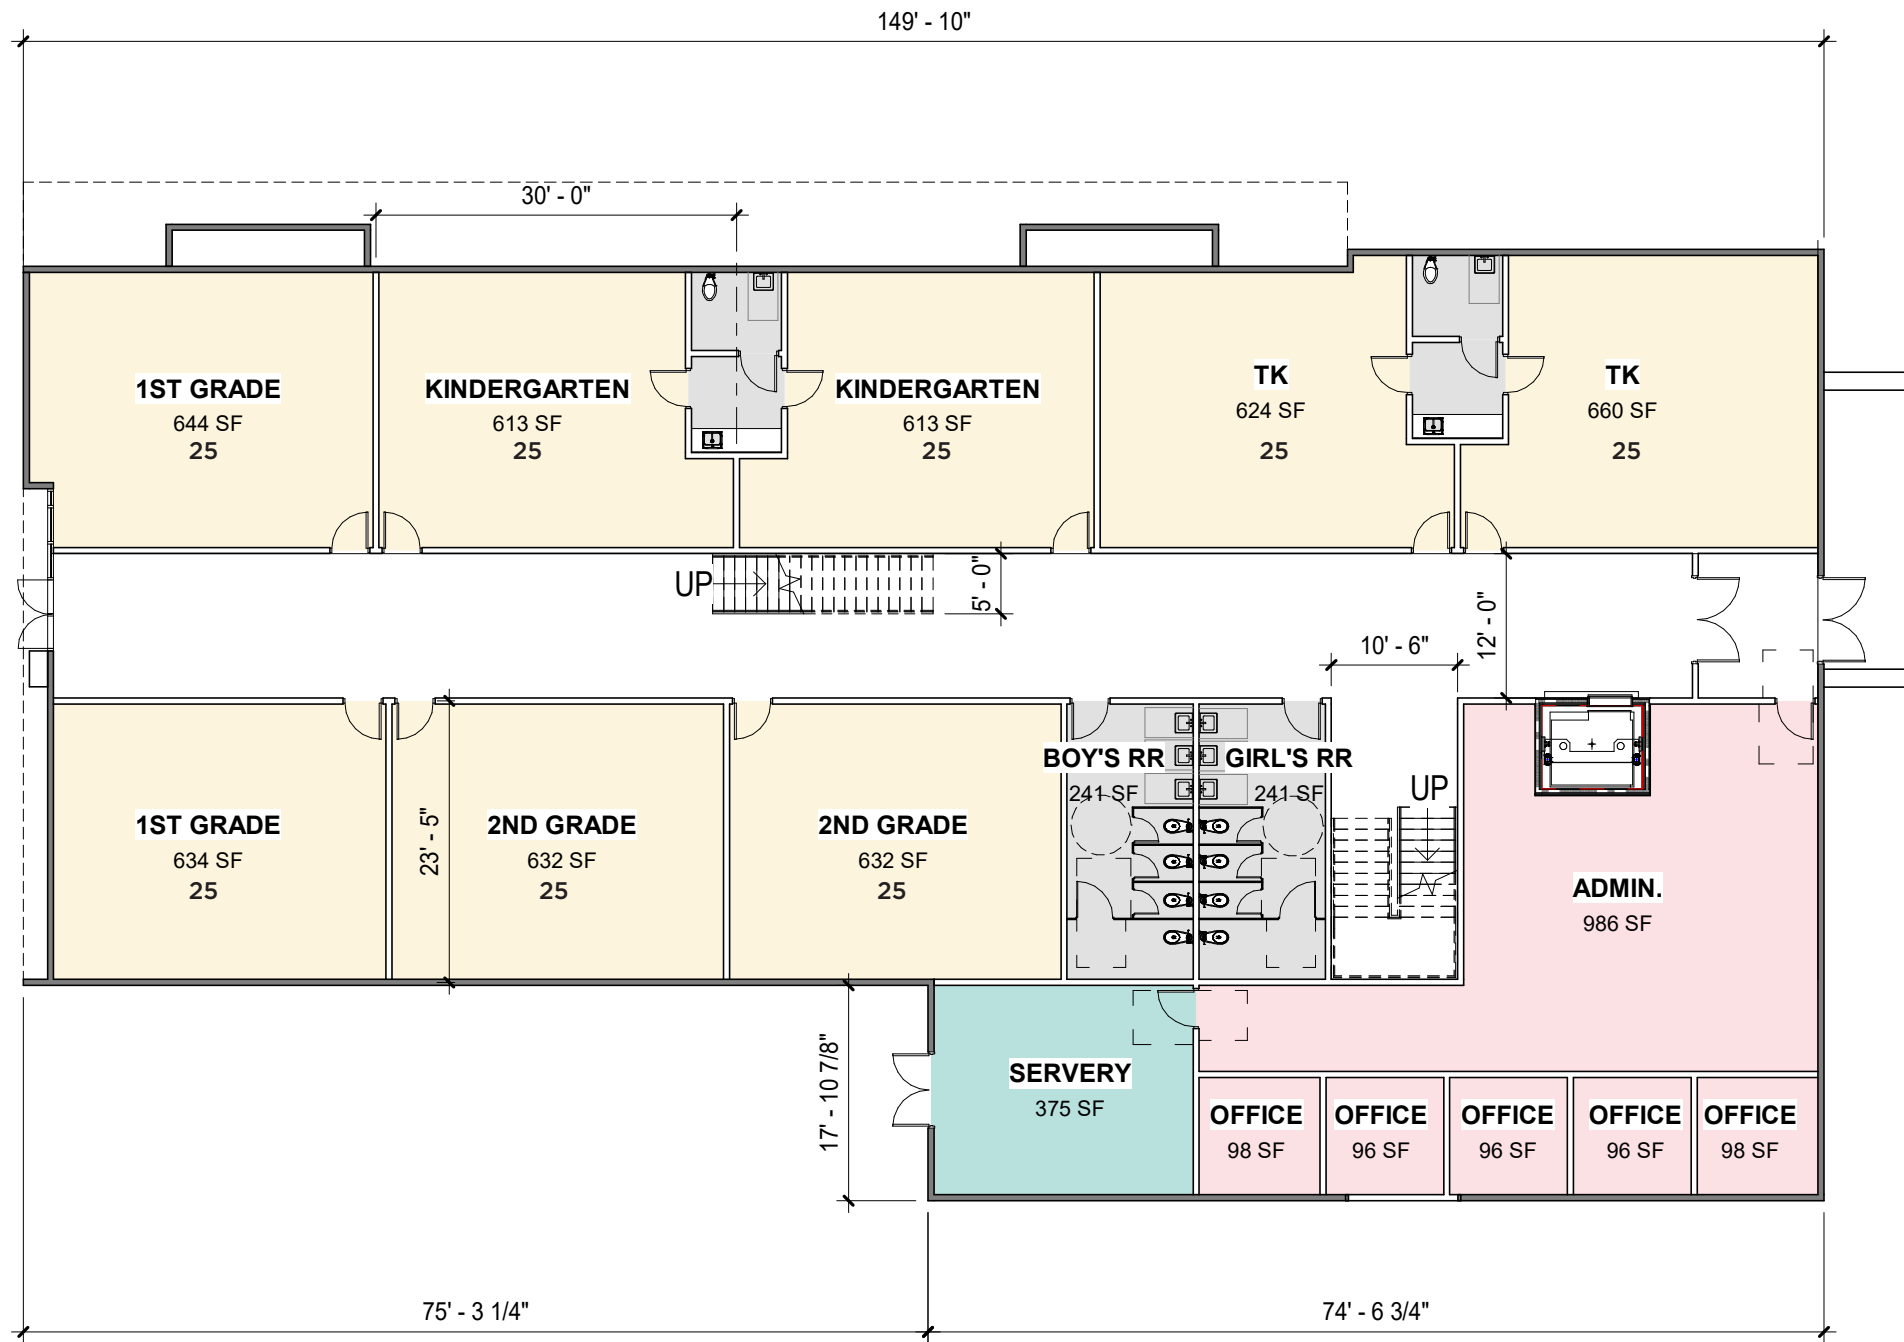 149' - 10"
30' - 0"
1ST GRADE
644 SF
25
KINDERGARTEN
613 SF
25
KINDERGARTEN
613 SF
25
TK
624 SF
25
TK
660 SF
25
UP
5' - 0"
12' - 0"
10' - 6"
1ST GRADE
634 SF
25
23' - 5"
2ND GRADE
632 SF
25
2ND GRADE
632 SF
25
BOY'S RR
241 SF
GIRL'S RR
241 SF
UP
ADMIN.
986 SF
17' - 10 7/8"
SERVERY
375 SF
OFFICE
98 SF
OFFICE
96 SF
OFFICE
96 SF
OFFICE
96 SF
OFFICE
98 SF
75' - 3 1/4"
74' - 6 3/4"